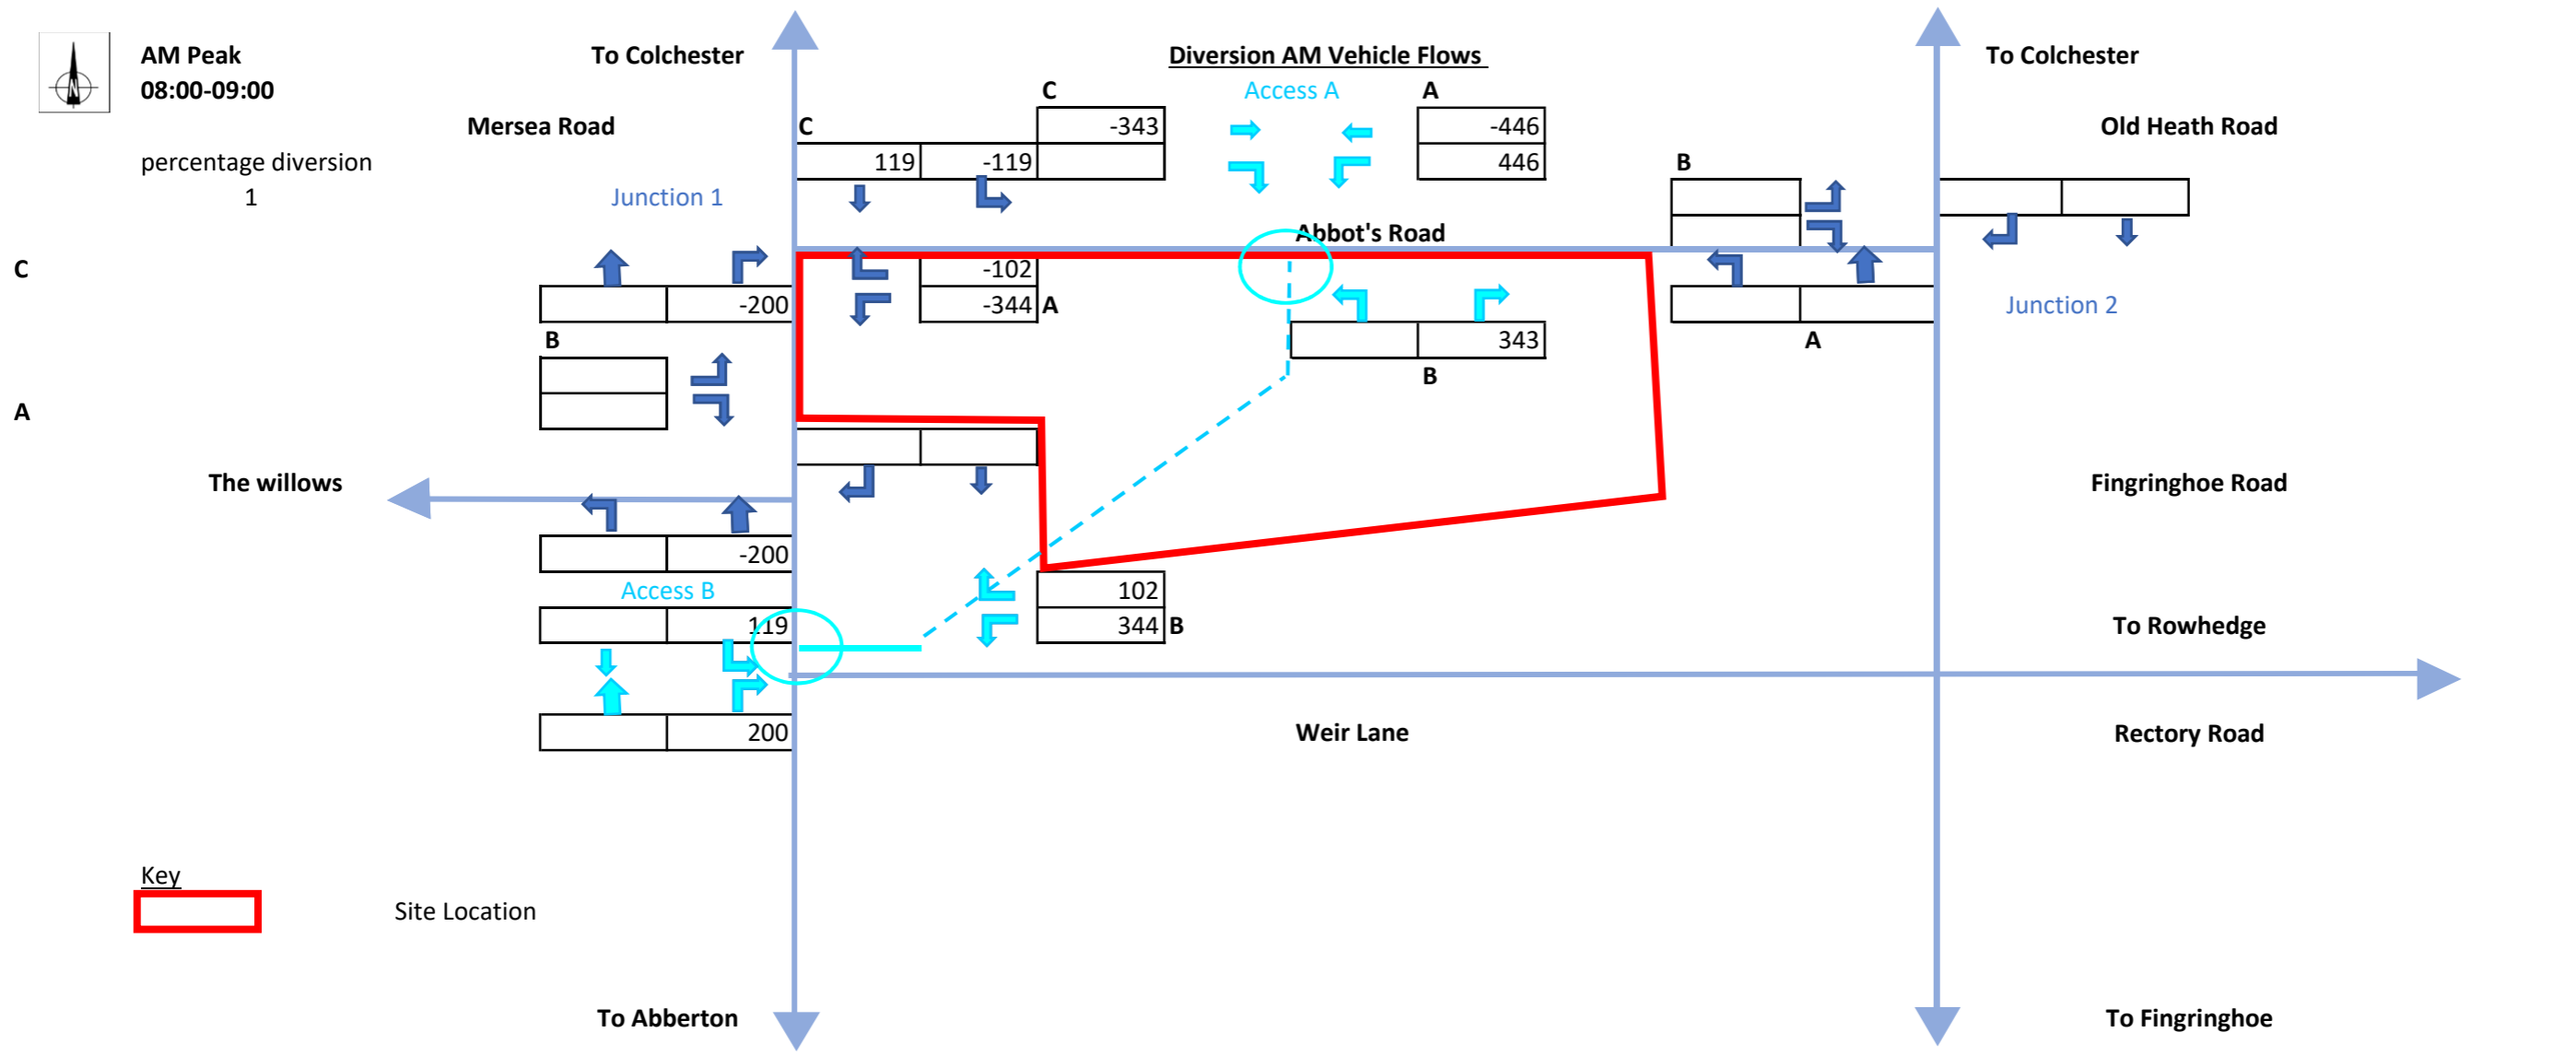 AM Peak
To Colchester
Diversion AM Vehicle Flows
To Colchester
08:00-09:00
C
Access A
A
Mersea Road
C
-343
-446
Old Heath Road
percentage diversion
119
-119
446
B
1
Junction 1
Abbot's Road
C
-102
-200
-344
A
Junction 2
B
343
A
B
A
The willows
Fingringhoe Road
-200
Access B
102
119
344
B
To Rowhedge
200
Weir Lane
Rectory Road
Key
Site Location
To Abberton
To Fingringhoe